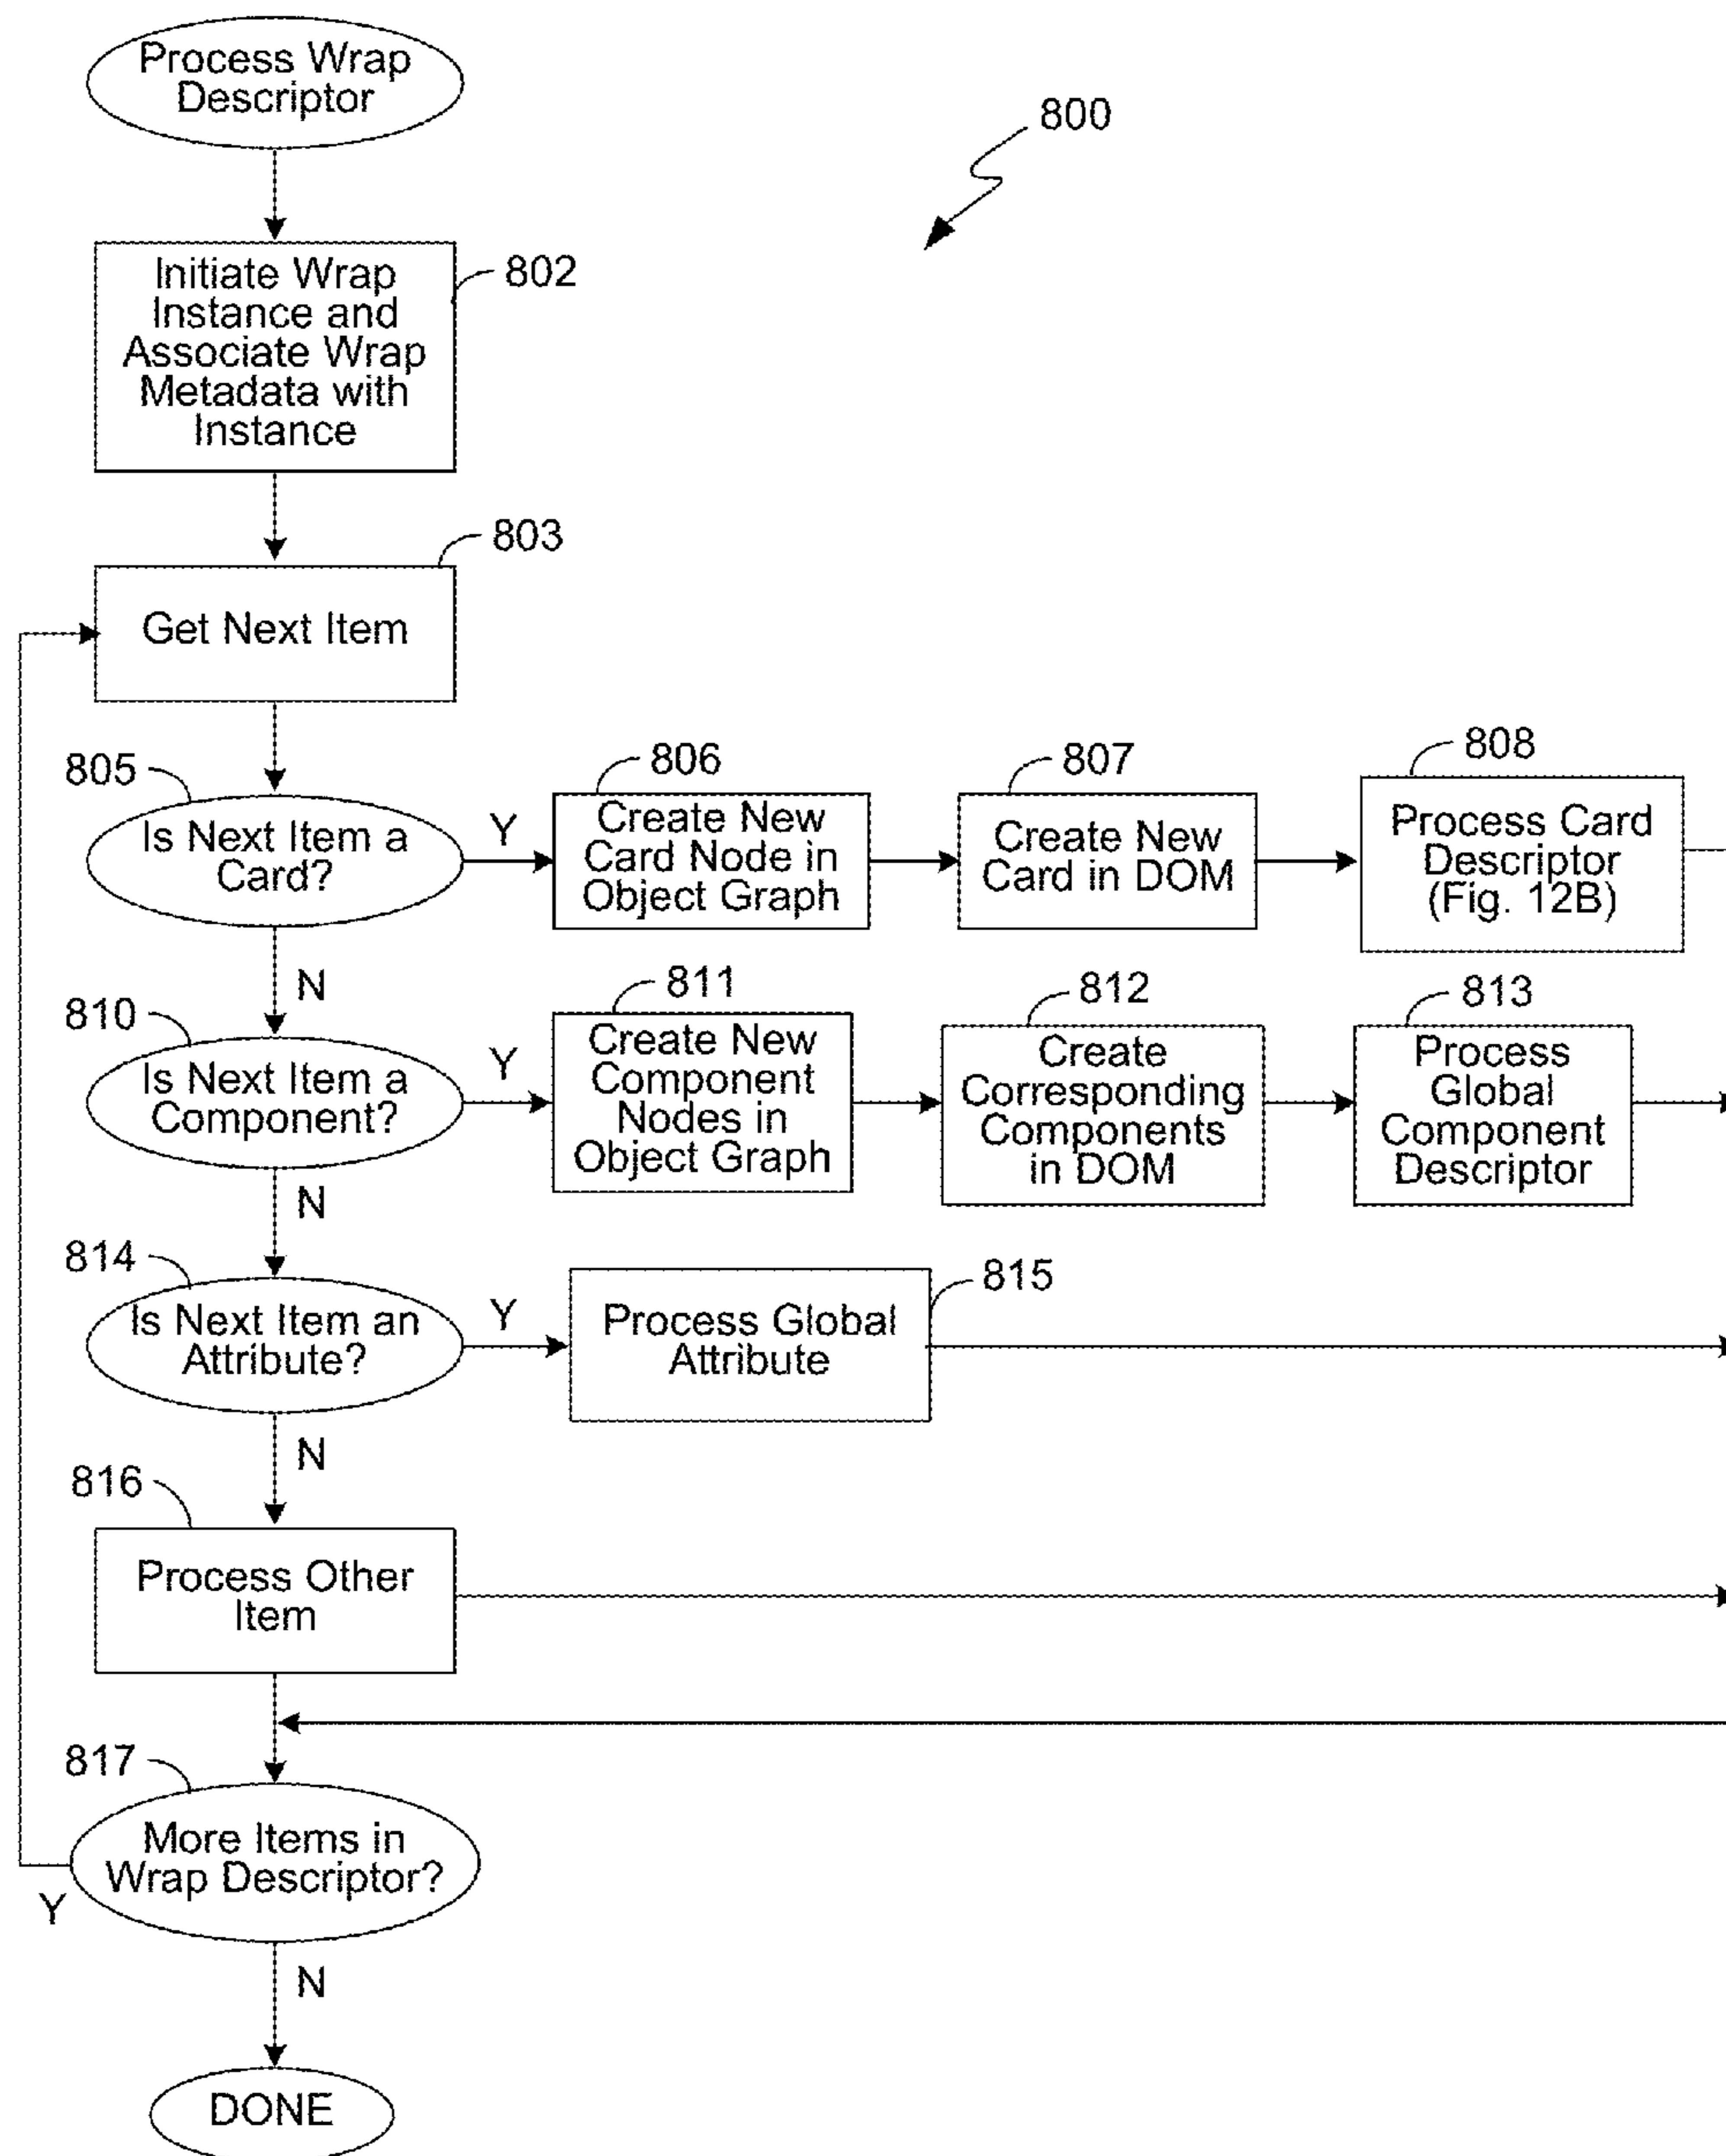 Process Wrap
Descriptor
800
Initiate Wrap
Instance and
Associate Wrap
Metadata with
Instance
802
803
Get Next Item
805
Is Next Item a
Card?
Y
806
Create New
Card Node in
Object Graph
807
Create New
Card in DOM
808
Process Card
Descriptor
(Fig. 12B)
N
810
Is Next Item a
Component?
Y
811
Create New
Component
Nodes in
Object Graph
812
Create
Corresponding
Components
in DOM
813
Process
Global
Component
Descriptor
N
814
Is Next Item an
Attribute?
Y
Process Global
Attribute
815
N
816
Process Other
Item
817
More Items in
Wrap Descriptor?
Y
N
DONE